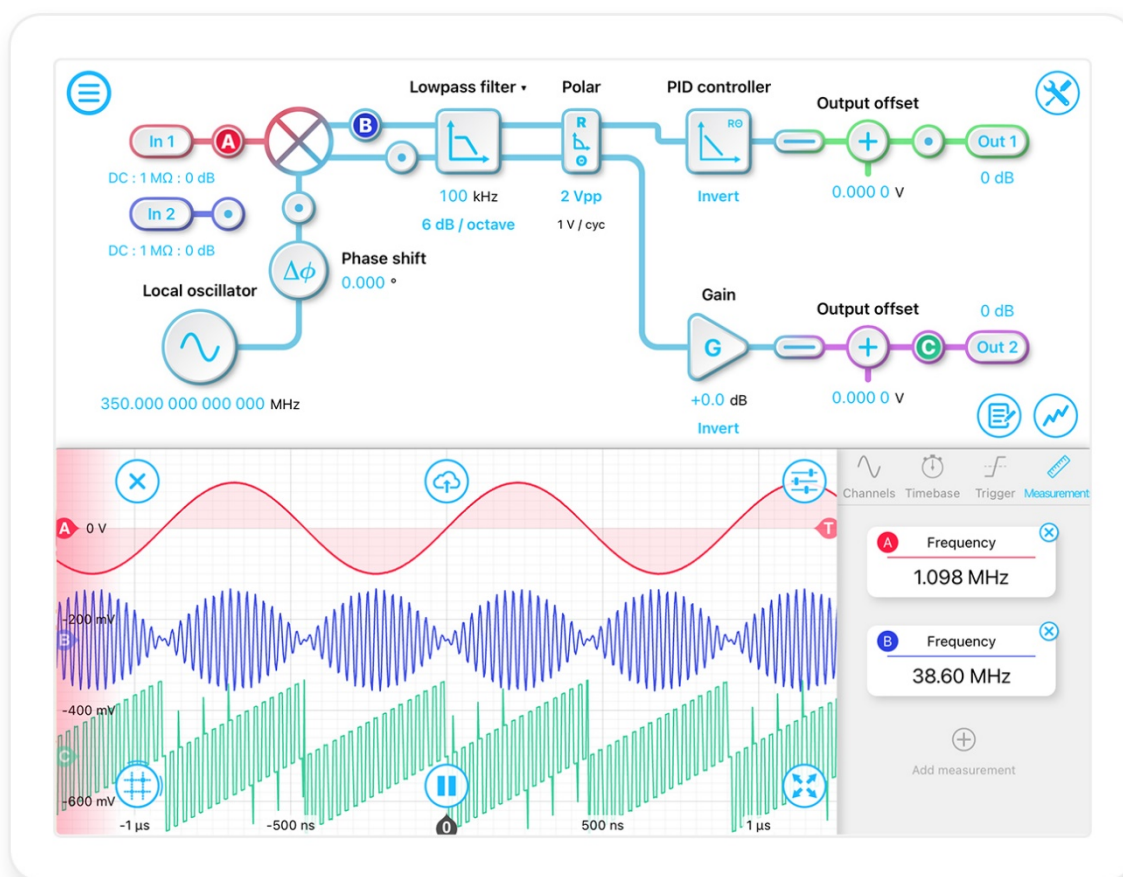 Lowpass filter ▾
Polar
PID controller
Output offset
In 1
A
B
R
Θ
RΘ
Out 1
DC : 1 MΩ : 0 dB
100 kHz
2 Vpp
Invert
0.000 0 V
0 dB
In 2
6 dB / octave
1 V / cyc
DC : 1 MΩ : 0 dB
Δϕ
Phase shift
0.000 °
Local oscillator
Gain
Output offset
0 dB
G
C
Out 2
350.000 000 000 000 MHz
+0.0 dB
0.000 0 V
Invert
Channels
Timebase
Trigger
Measurement
A
0 V
T
A
Frequency
1.098 MHz
-200 mV
B
B
Frequency
38.60 MHz
-400 mV
C
Add measurement
-600 mV
-1 µs
-500 ns
0
500 ns
1 µs